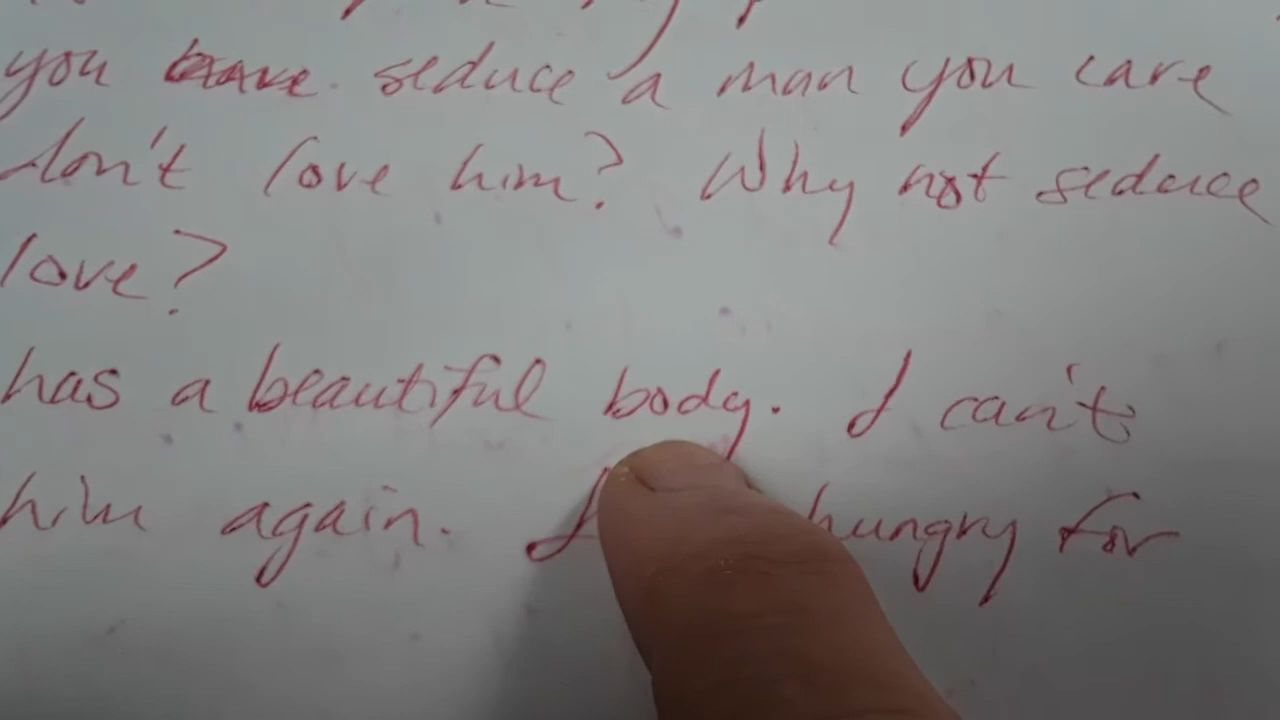 you seduce a man you care
don't love him? Why not seduce
love?
has a beautiful body. I can't
him again. I hungry for